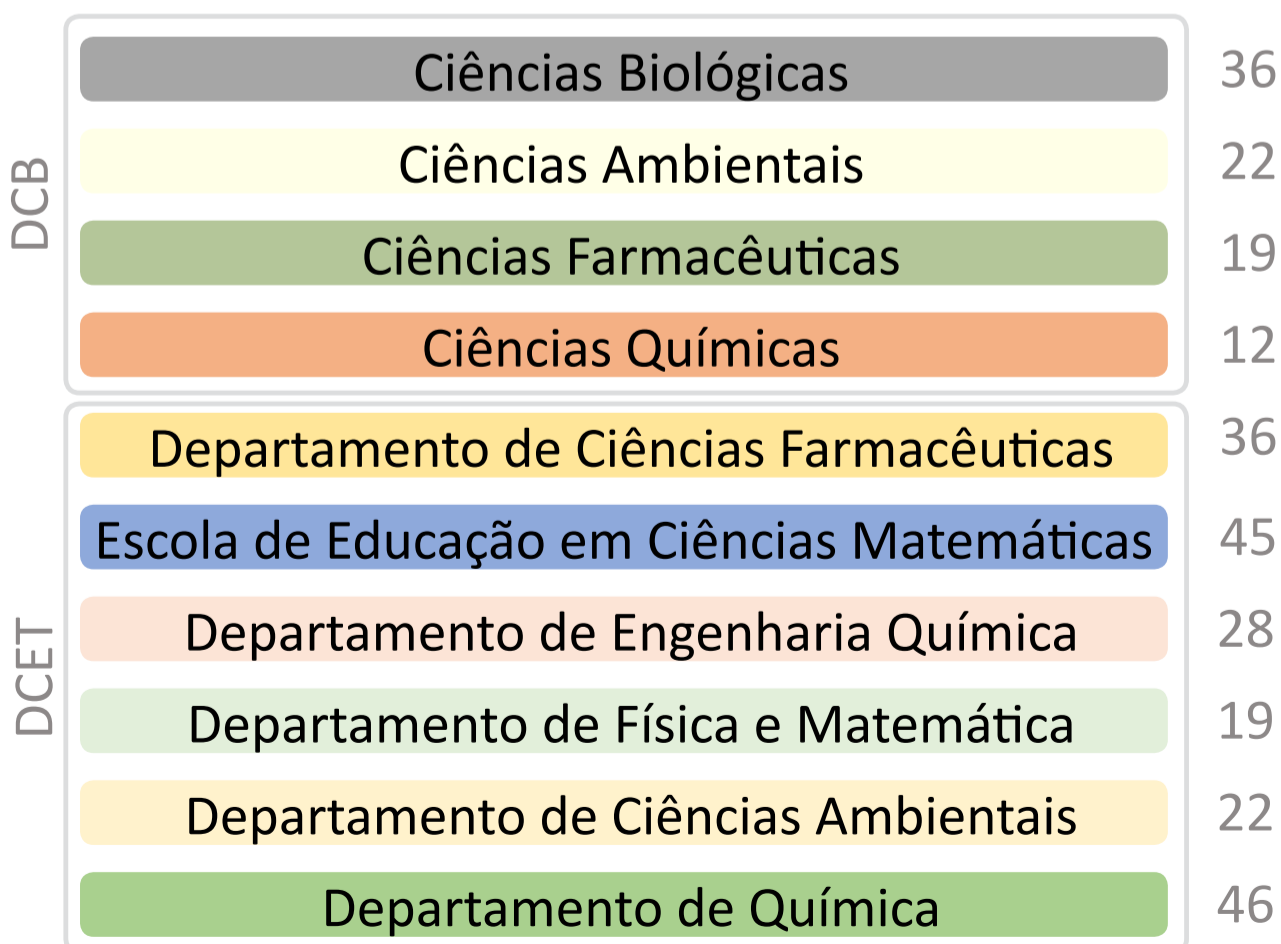 DCB
Ciências Biológicas 36
Ciências Ambientais 22
Ciências Farmacêuticas 19
Ciências Químicas 12
DCET
Departamento de Ciências Farmacêuticas 36
Escola de Educação em Ciências Matemáticas 45
Departamento de Engenharia Química 28
Departamento de Física e Matemática 19
Departamento de Ciências Ambientais 22
Departamento de Química 46